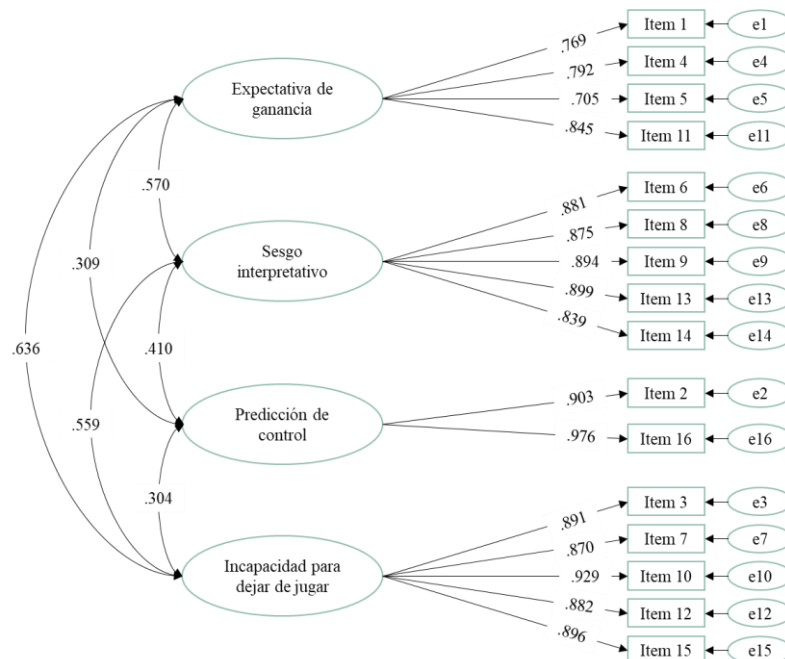 Expectativa de
ganancia
.769
.792
.705
.845
Item 1
e1
Item 4
e4
Item 5
e5
Item 11
e11
.570
.309
.636
Sesgo
interpretativo
.881
.875
.894
.899
.839
Item 6
e6
Item 8
e8
Item 9
e9
Item 13
e13
Item 14
e14
.410
.559
Predicción de
control
.903
.976
Item 2
e2
Item 16
e16
.304
Incapacidad para
dejar de jugar
.891
.870
.929
.882
.896
Item 3
e3
Item 7
e7
Item 10
e10
Item 12
e12
Item 15
e15